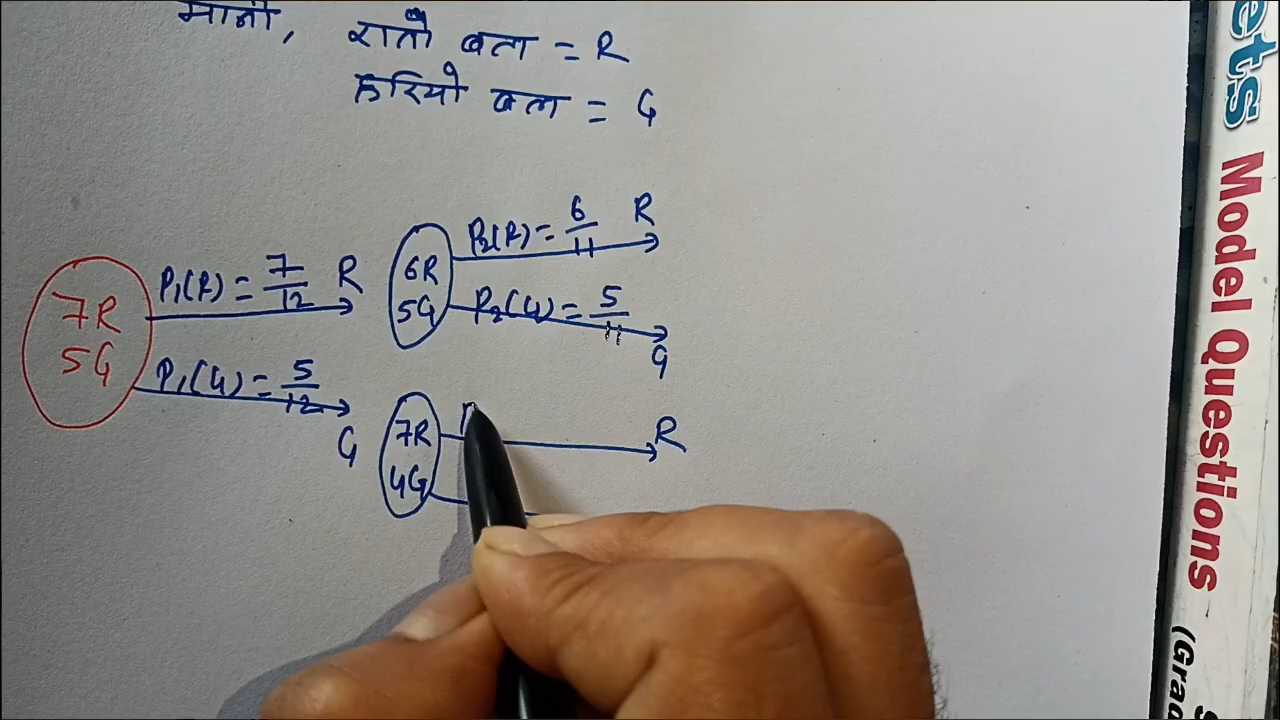 मानौ, रातो बल = R
हरियो बल = G
7R
5G
P₁(R) = 7/12 R
P₁(G) = 5/12
G
6R
5G
P₂(R) = 6/11 R
P₂(G) = 5/11
G
7R
4G
R
ets Model Questions